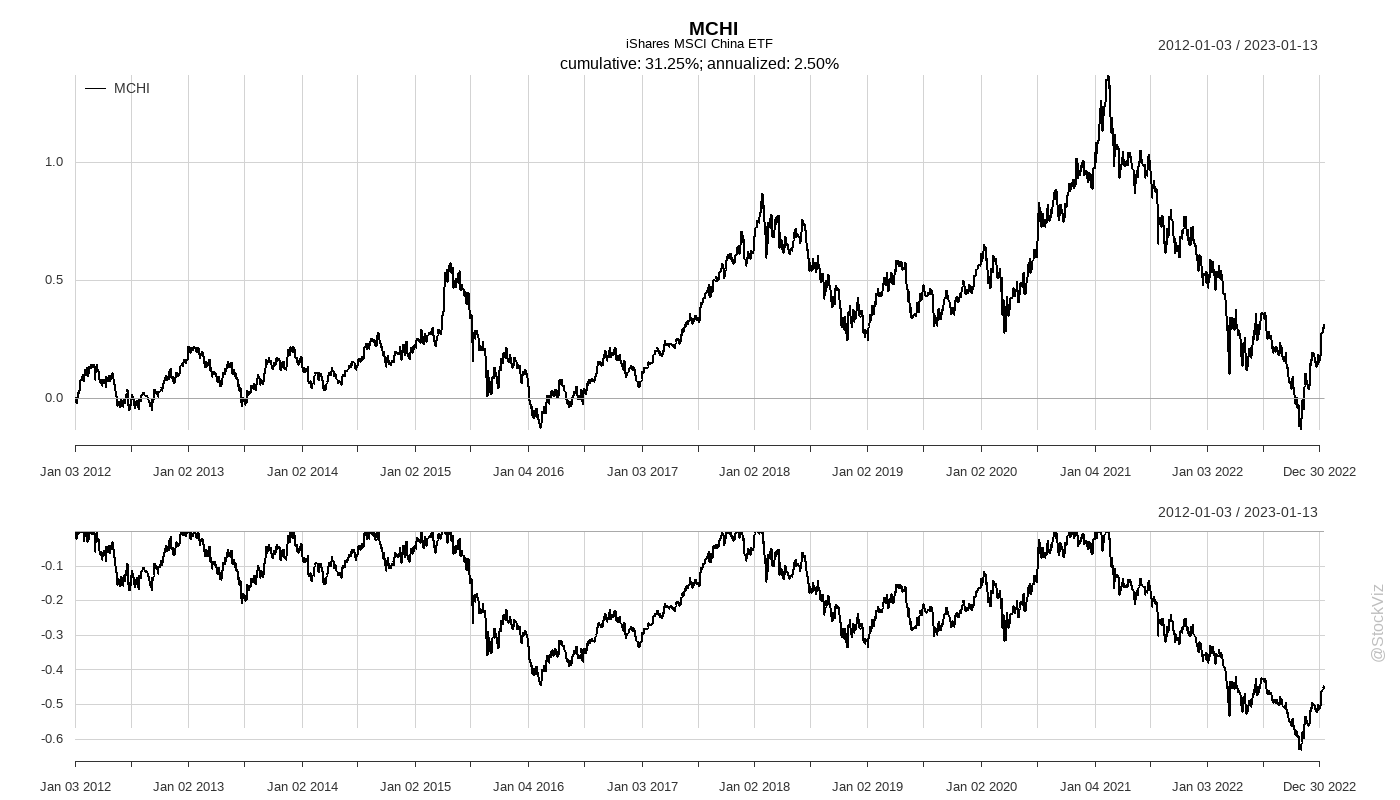 MCHI
iShares MSCI China ETF
cumulative: 31.25%; annualized: 2.50%
2012-01-03 / 2023-01-13
MCHI
1.0
0.5
0.0
Jan 03 2012 Jan 02 2013 Jan 02 2014 Jan 02 2015 Jan 04 2016 Jan 03 2017 Jan 02 2018 Jan 02 2019 Jan 02 2020 Jan 04 2021 Jan 03 2022 Dec 30 2022
2012-01-03 / 2023-01-13
-0.1
-0.2
-0.3
-0.4
-0.5
-0.6
Jan 03 2012 Jan 02 2013 Jan 02 2014 Jan 02 2015 Jan 04 2016 Jan 03 2017 Jan 02 2018 Jan 02 2019 Jan 02 2020 Jan 04 2021 Jan 03 2022 Dec 30 2022
@StockViz